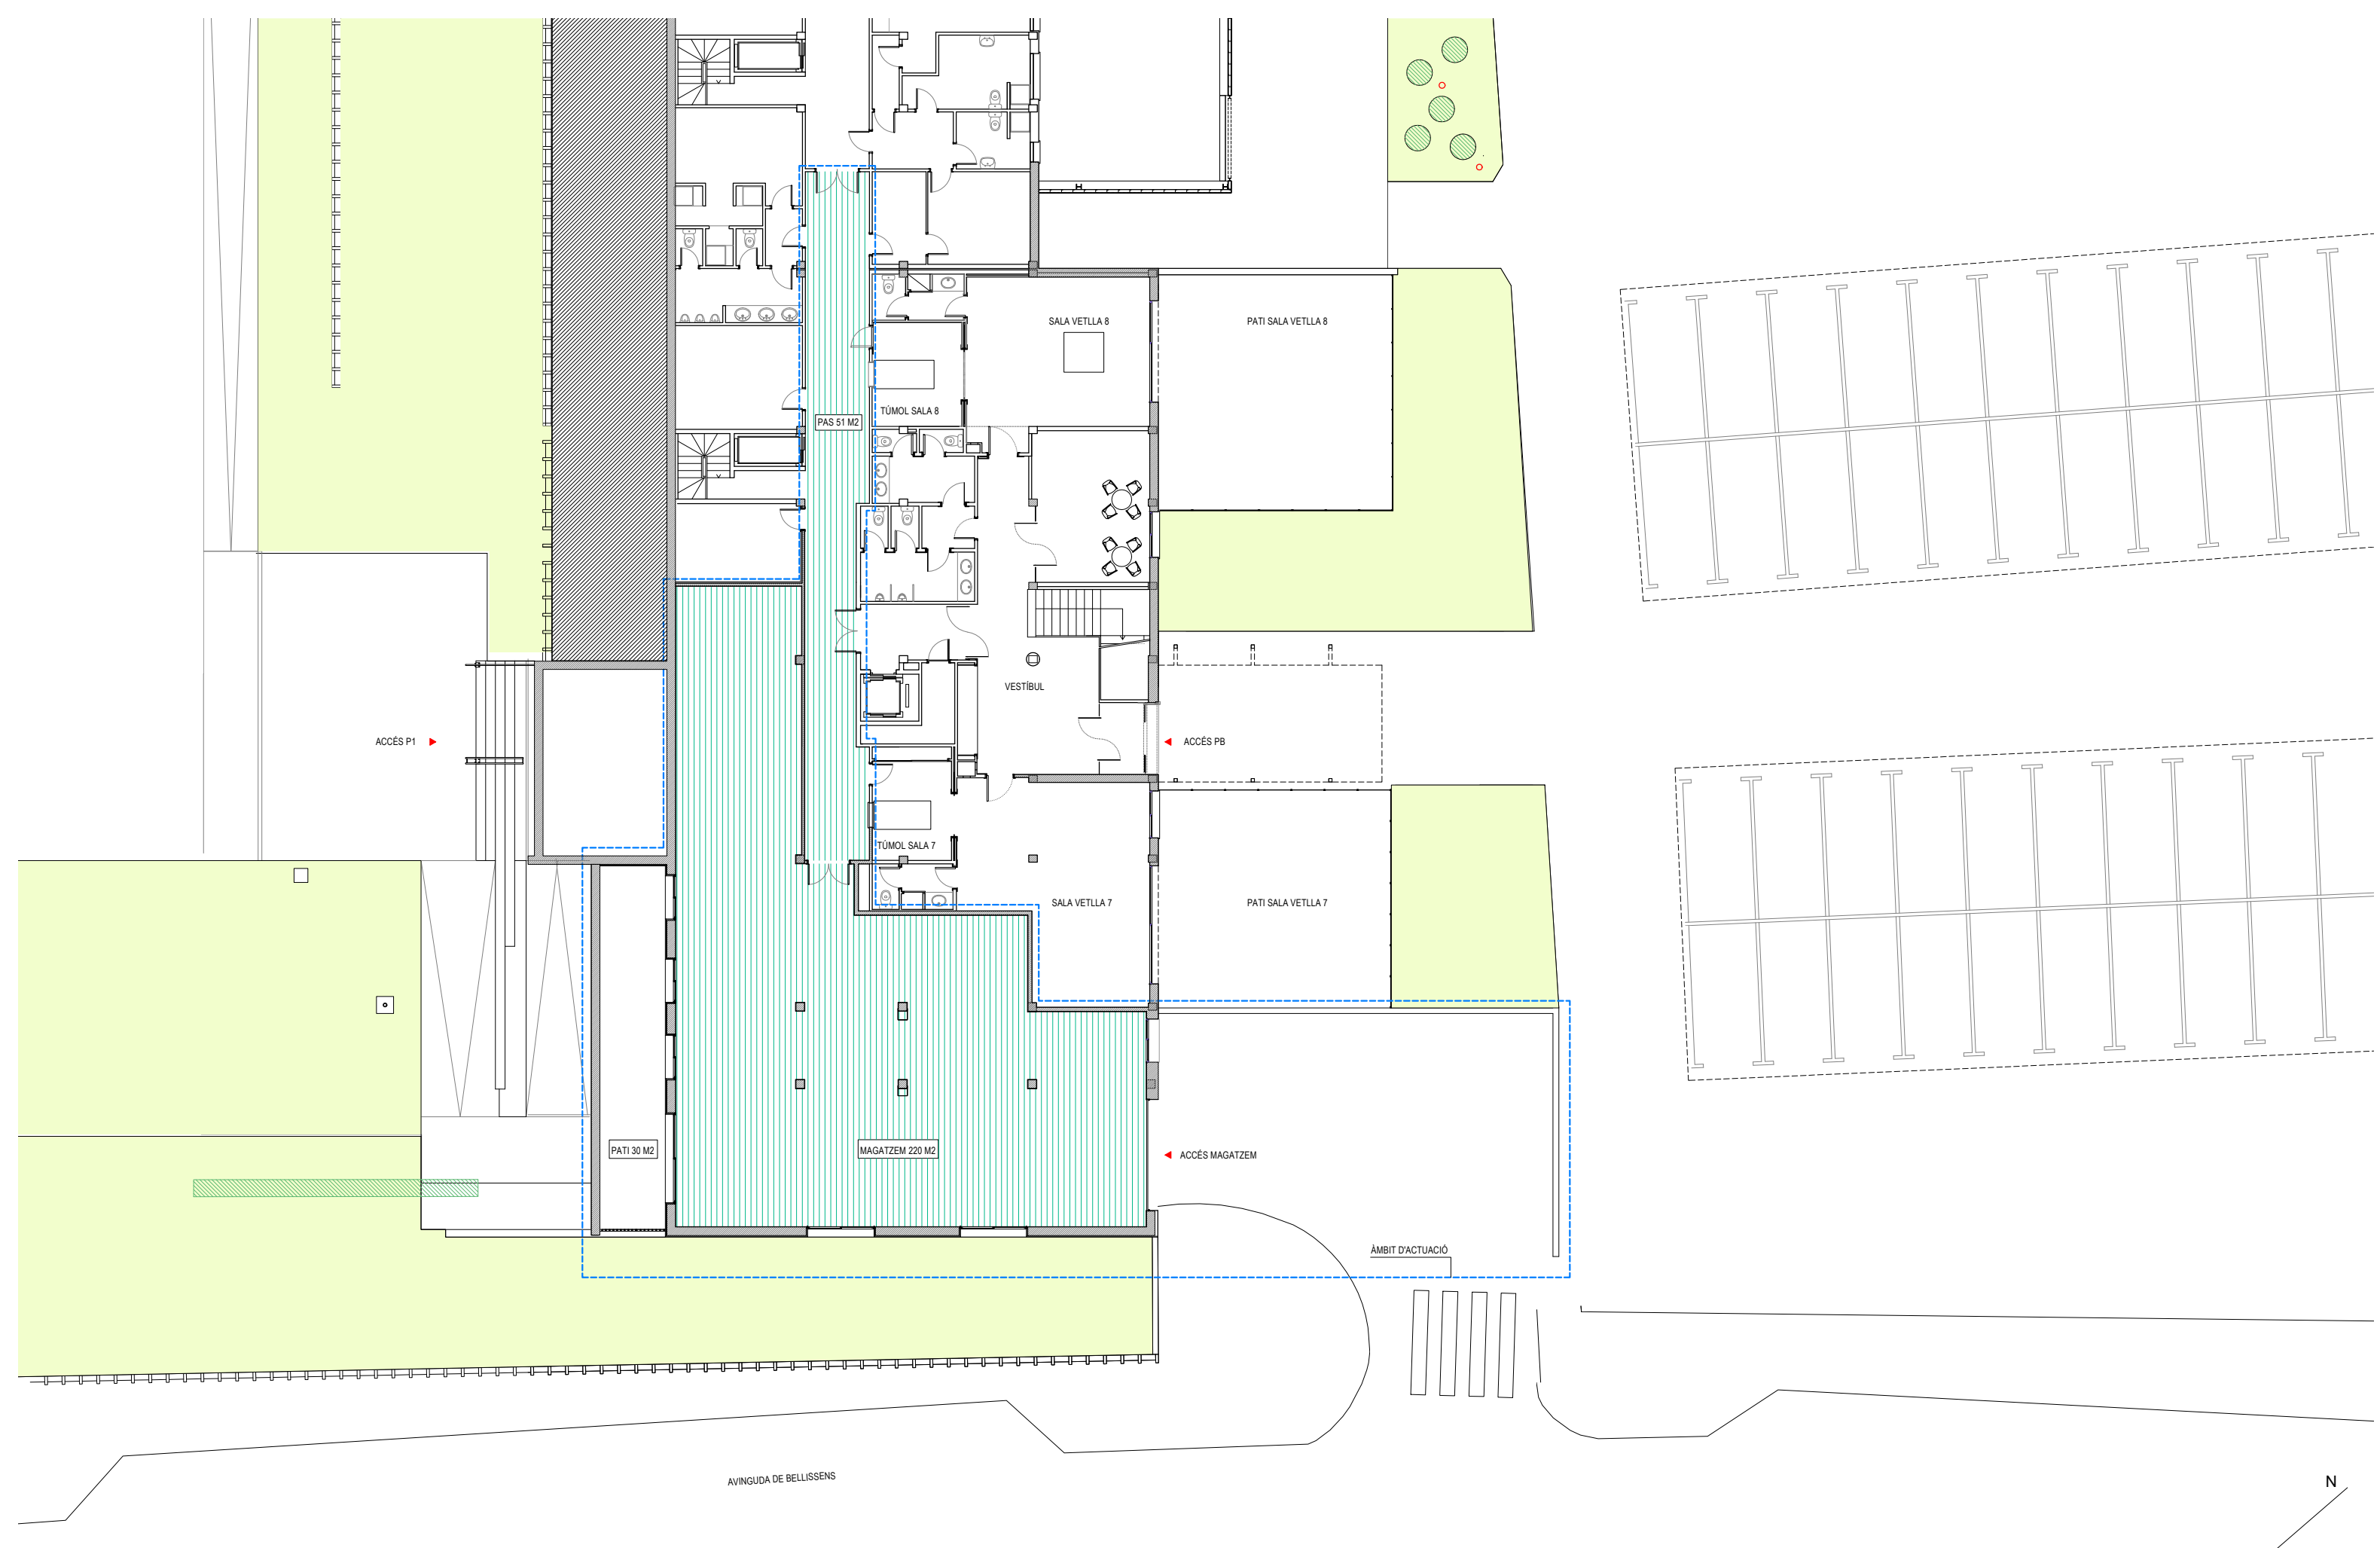 SALA VETLLA 8
PATI SALA VETLLA 8
TÚMOL SALA 8
PAS 51 M2
VESTÍBUL
ACCÉS P1
ACCÉS PB
TÚMOL SALA 7
SALA VETLLA 7
PATI SALA VETLLA 7
PATI 30 M2
MAGATZEM 220 M2
ACCÉS MAGATZEM
ÀMBIT D'ACTUACIÓ
AVINGUDA DE BELLISSENS
N